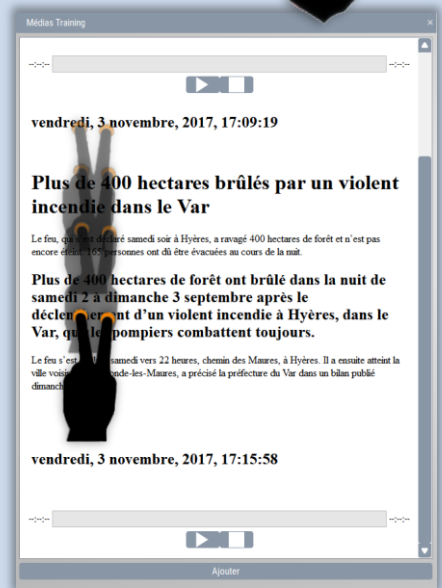 Médias Training ×
--:-- --:--
vendredi, 3 novembre, 2017, 17:09:19
Plus de 400 hectares brûlés par un violent
incendie dans le Var
Le feu, qui déclaré samedi soir à Hyères, a ravagé 400 hectares de forêt et n'est pas
encore éteint. 165 personnes ont dû être évacuées au cours de la nuit.
Plus de 400 hectares de forêt ont brûlé dans la nuit de
samedi 2 à dimanche 3 septembre après le
d'un violent incendie à Hyères, dans le
Var, que les pompiers combattent toujours.
Le feu s'est samedi vers 22 heures, chemin des Maures, à Hyères. Il a ensuite atteint la
ville Londe-les-Maures, a précisé la préfecture du Var dans un bilan publié
vendredi, 3 novembre, 2017, 17:15:58
--:-- --:--
Ajouter